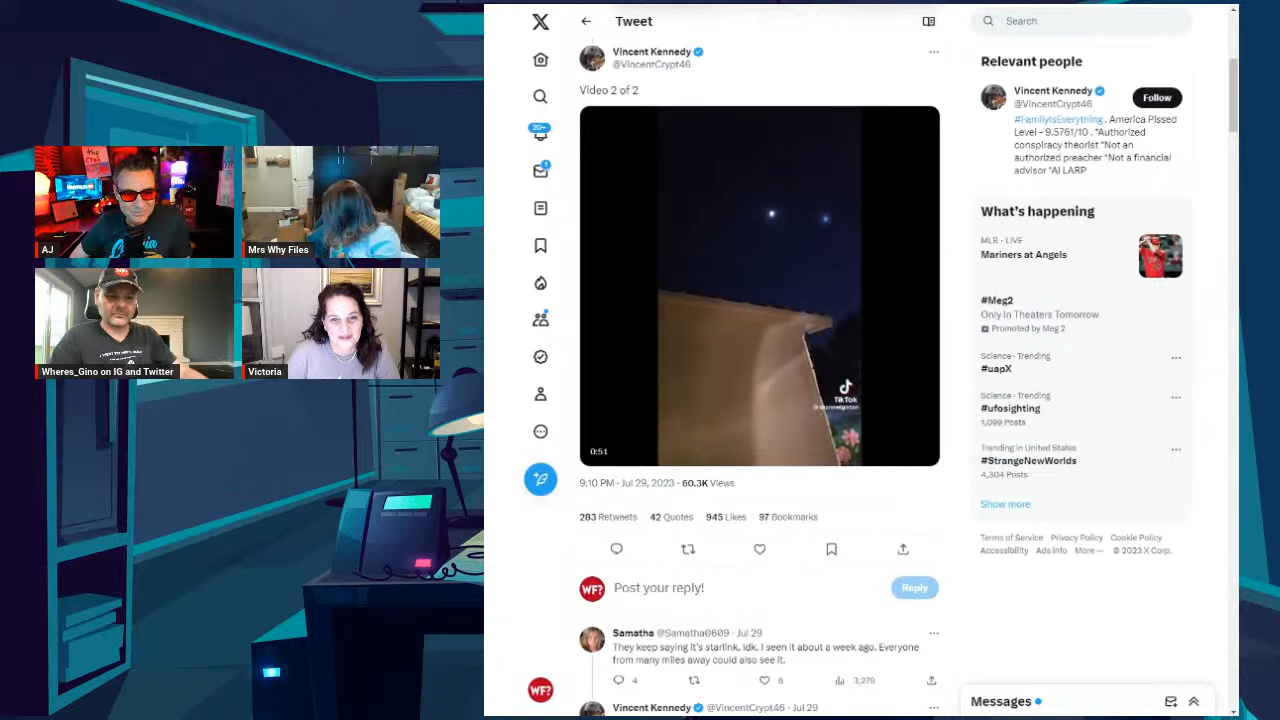 Tweet
Search
Vincent Kennedy
@VincentCrypt46
Video 2 of 2
TikTok
0:51
9:10 PM · Jul 29, 2023 · 60.3K Views
283 Retweets 42 Quotes 945 Likes 97 Bookmarks
WF?
Post your reply!
Reply
Samatha @Samatha0609 · Jul 29
They keep saying it's starlink. Idk. I seen it about a week ago. Everyone
from many miles away could also see it.
4
6
3,279
Vincent Kennedy @VincentCrypt46 · Jul 29
20+
1
WF?
Relevant people
Vincent Kennedy
@VincentCrypt46
Follow
#FamilyIsEverything . America Pissed
Level - 9.5761/10 . *Authorized
conspiracy theorist *Not an
authorized preacher *Not a financial
advisor *AI LARP
What's happening
MLB · LIVE
Mariners at Angels
#Meg2
Only In Theaters Tomorrow
Promoted by Meg 2
Science · Trending
#uapX
Science · Trending
#ufosighting
1,099 Posts
Trending in United States
#StrangeNewWorlds
4,304 Posts
Show more
Terms of Service Privacy Policy Cookie Policy
Accessibility Ads info More ··· © 2023 X Corp.
Messages
AJ
Mrs Why Files
Wheres_Gino on IG and Twitter
Victoria